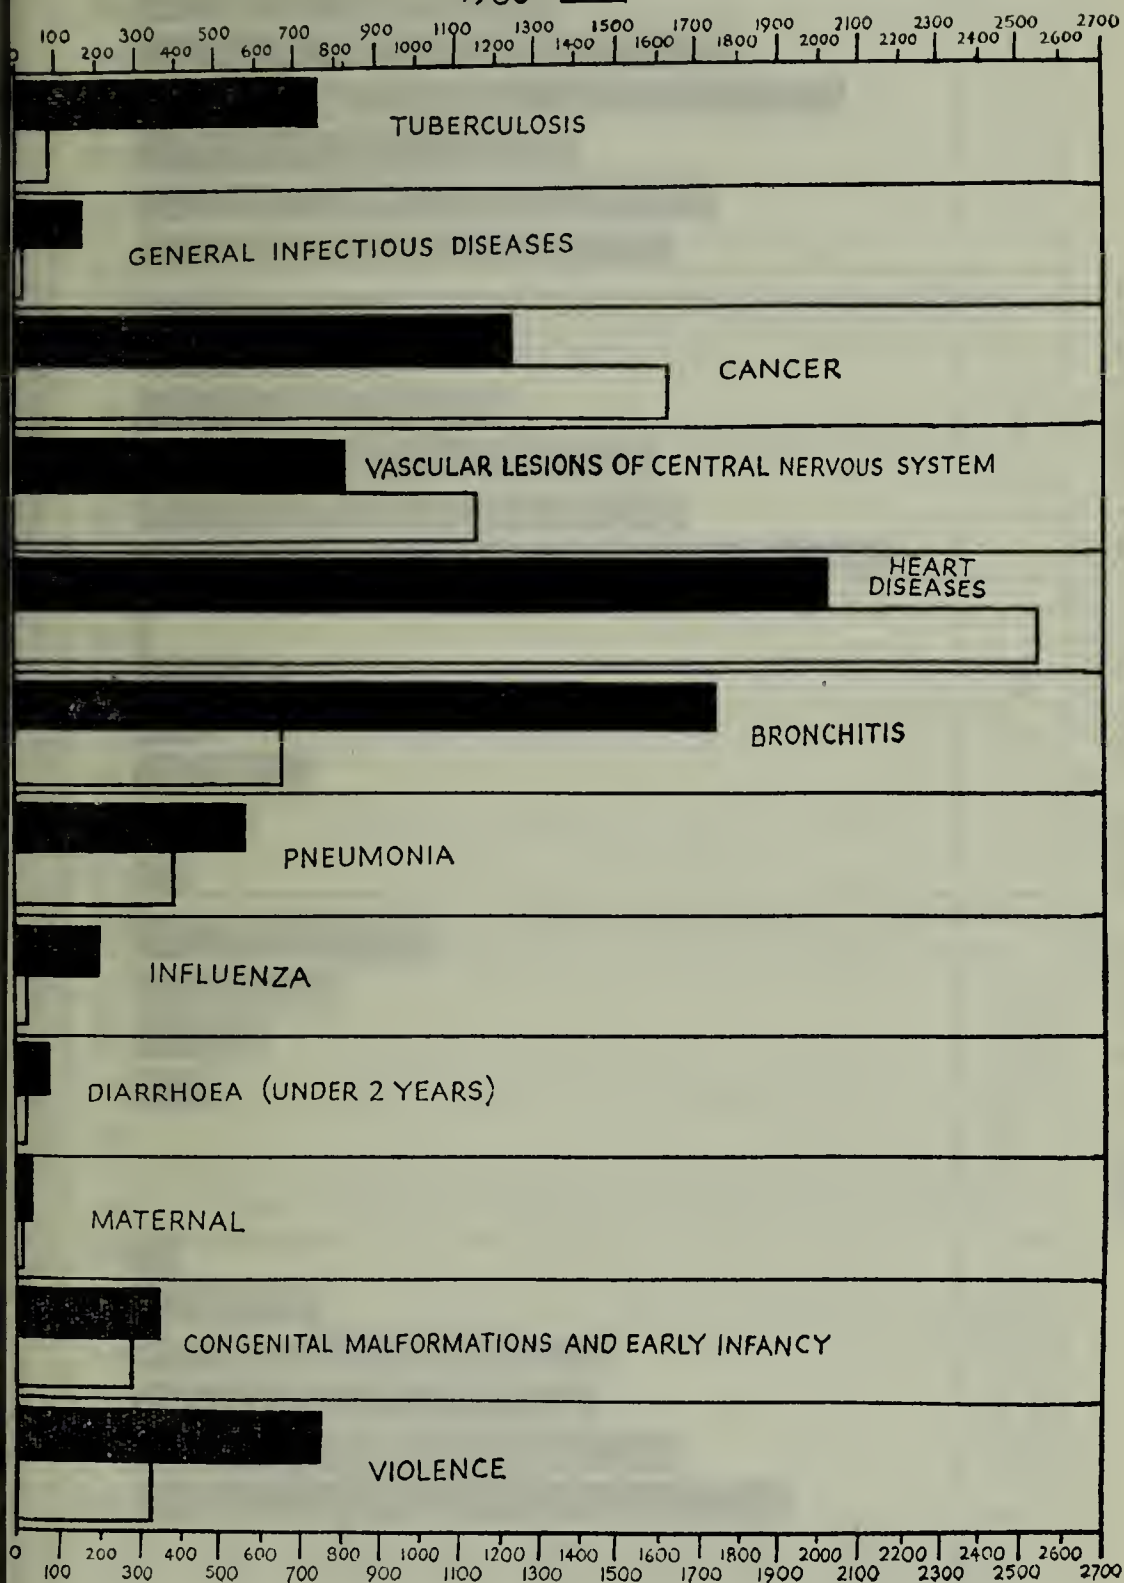 100 300 500 700 900 1100 1300 1500 1700 1900 2100 2300 2500 2700
0 200 400 600 800 1000 1200 1400 1600 1800 2000 2200 2400 2600
TUBERCULOSIS
GENERAL INFECTIOUS DISEASES
CANCER
VASCULAR LESIONS OF CENTRAL NERVOUS SYSTEM
HEART
DISEASES
BRONCHITIS
PNEUMONIA
INFLUENZA
DIARRHOEA (UNDER 2 YEARS)
MATERNAL
CONGENITAL MALFORMATIONS AND EARLY INFANCY
VIOLENCE
0 200 400 600 800 1000 1200 1400 1600 1800 2000 2200 2400 2600
100 300 500 700 900 1100 1300 1500 1700 1900 2100 2300 2500 2700